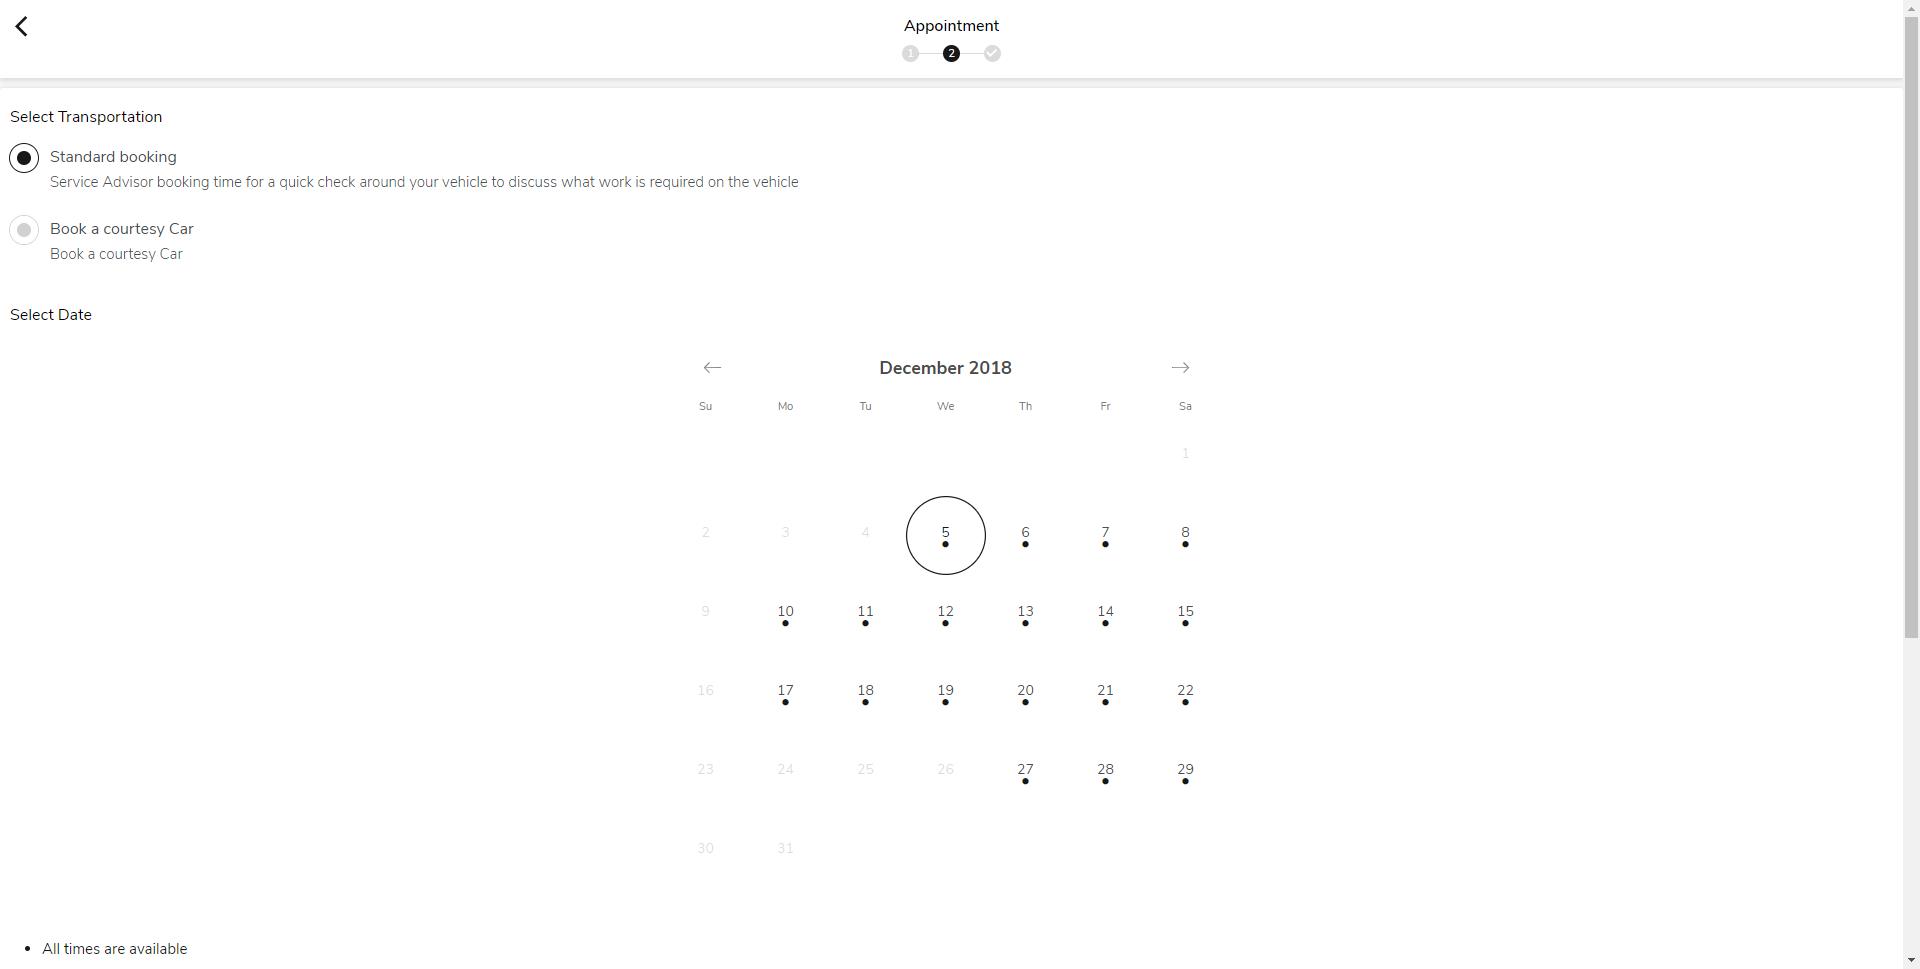 Appointment
1 2
Select Transportation
Standard booking
Service Advisor booking time for a quick check around your vehicle to discuss what work is required on the vehicle
Book a courtesy Car
Book a courtesy Car
Select Date
December 2018
Su Mo Tu We Th Fr Sa
1
2 3 4 5 6 7 8
9 10 11 12 13 14 15
16 17 18 19 20 21 22
23 24 25 26 27 28 29
30 31
• All times are available